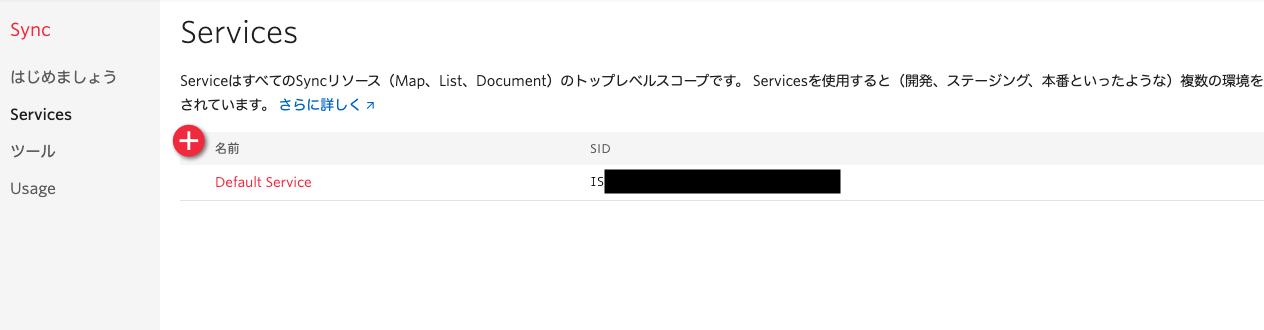 Sync
はじめましょう
Services
ツール
Usage
Services
ServiceはすべてのSyncリソース（Map、List、Document）のトップレベルスコープです。 Servicesを使用すると（開発、ステージング、本番といったような）複数の環境を
されています。 さらに詳しく
名前 SID
Default Service IS